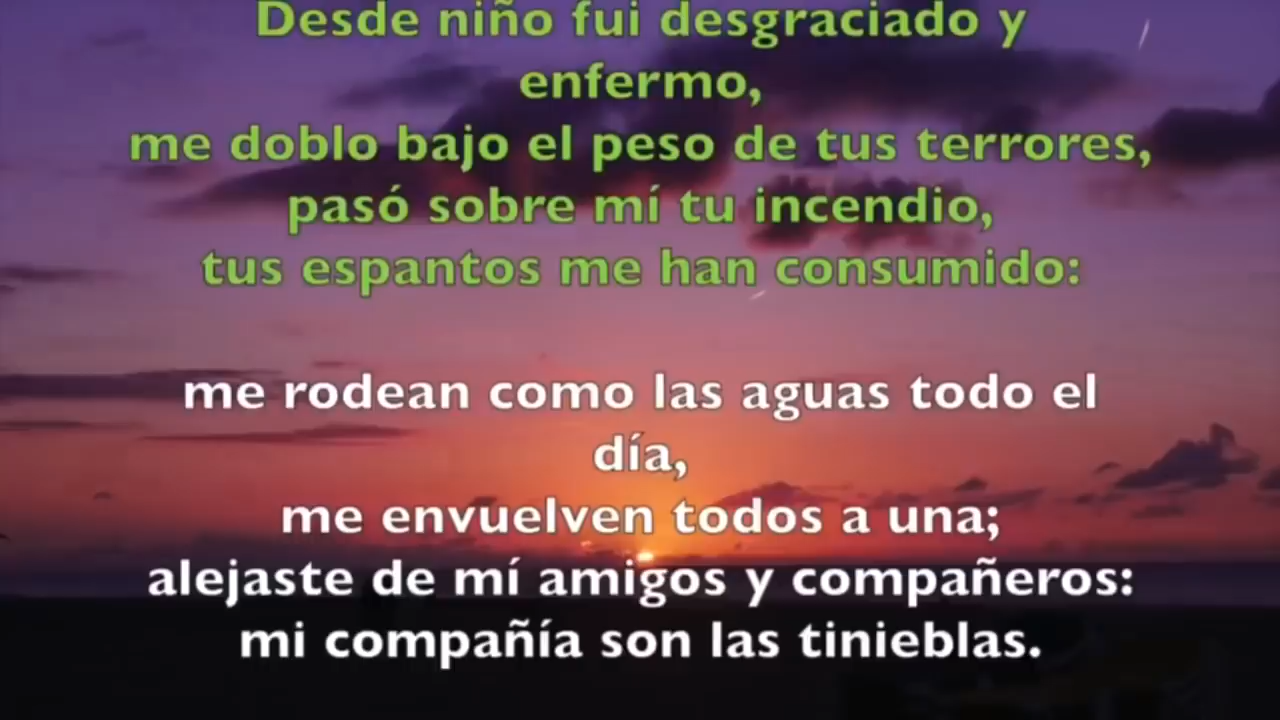 Desde niño fui desgraciado y
enfermo,
me doblo bajo el peso de tus terrores,
pasó sobre mí tu incendio,
tus espantos me han consumido:
me rodean como las aguas todo el
día,
me envuelven todos a una;
alejaste de mí amigos y compañeros:
mi compañía son las tinieblas.